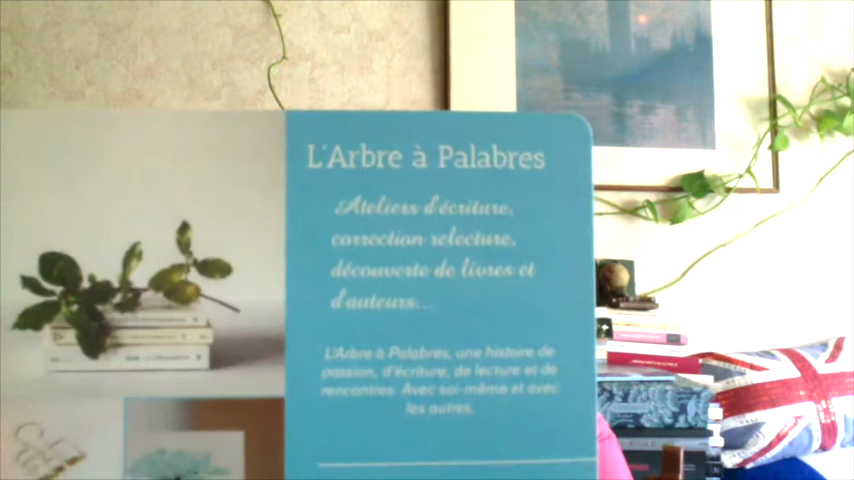 L'Arbre à Palabres
Ateliers d'écriture,
correction relecture,
découverte de livres et
d'auteurs...
L'Arbre à Palabres, une histoire de
passion, d'écriture, de lecture et de
rencontres. Avec soi-même et avec
les autres.